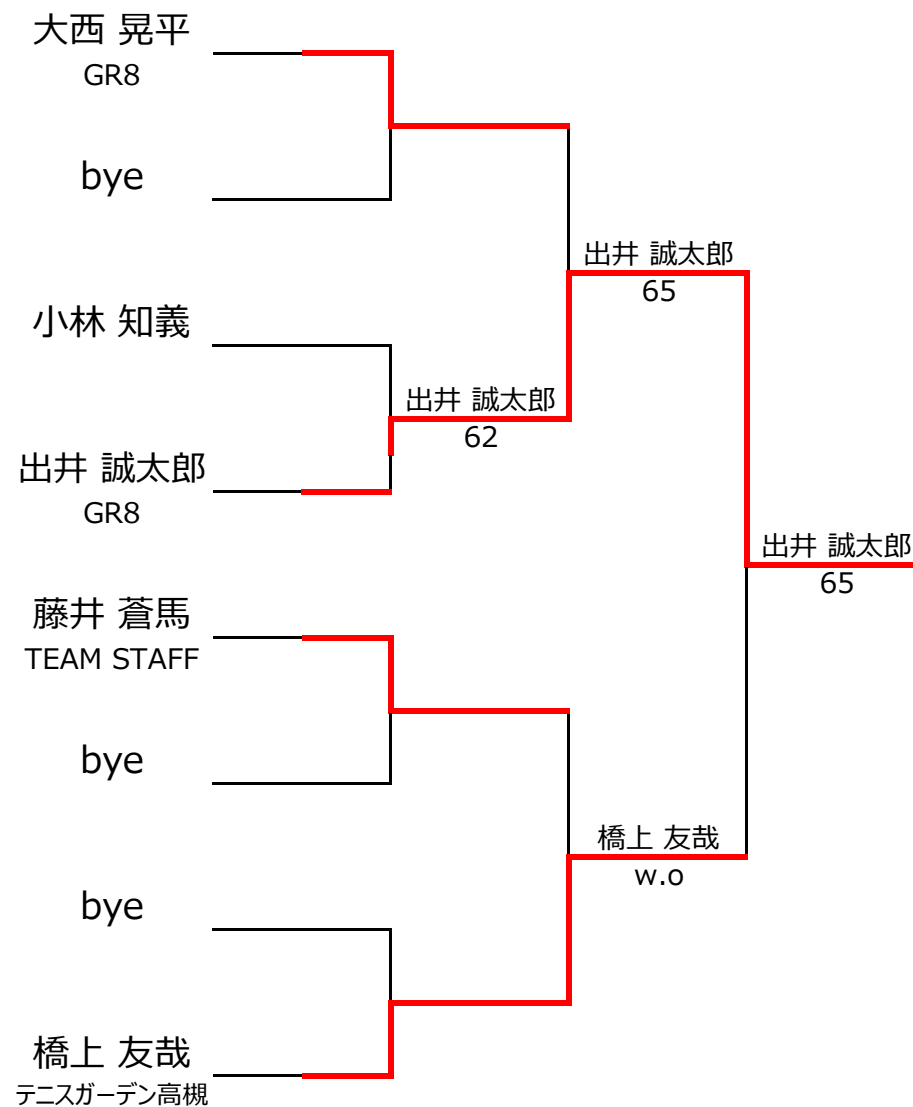 大西 晃平
GR8
bye
小林 知義
出井 誠太郎
GR8
藤井 蒼馬
TEAM STAFF
bye
bye
橋上 友哉
テニスガーデン高槻
出井 誠太郎
62
出井 誠太郎
65
橋上 友哉
w.o
出井 誠太郎
65